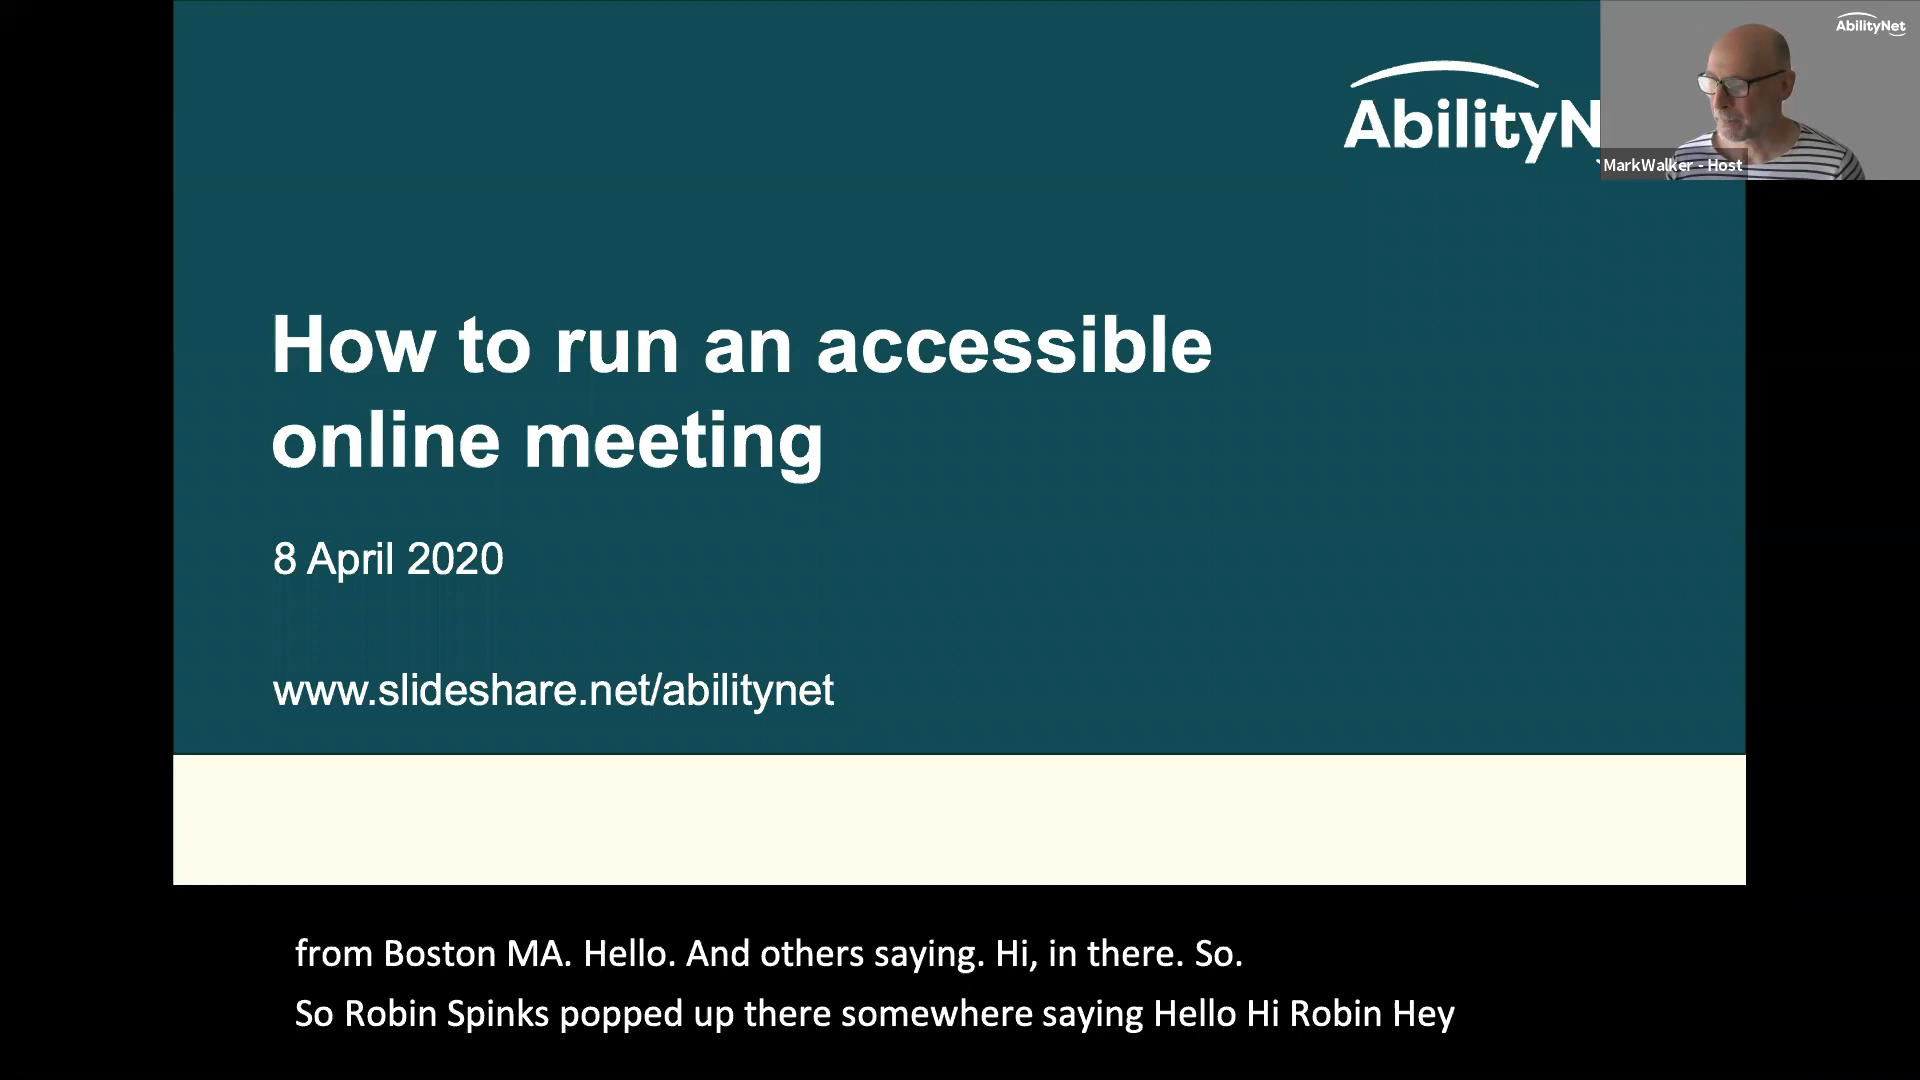 AbilityN
AbilityNet
MarkWalker - Host
How to run an accessible
online meeting
8 April 2020
www.slideshare.net/abilitynet
from Boston MA. Hello. And others saying. Hi, in there. So.
So Robin Spinks popped up there somewhere saying Hello Hi Robin Hey